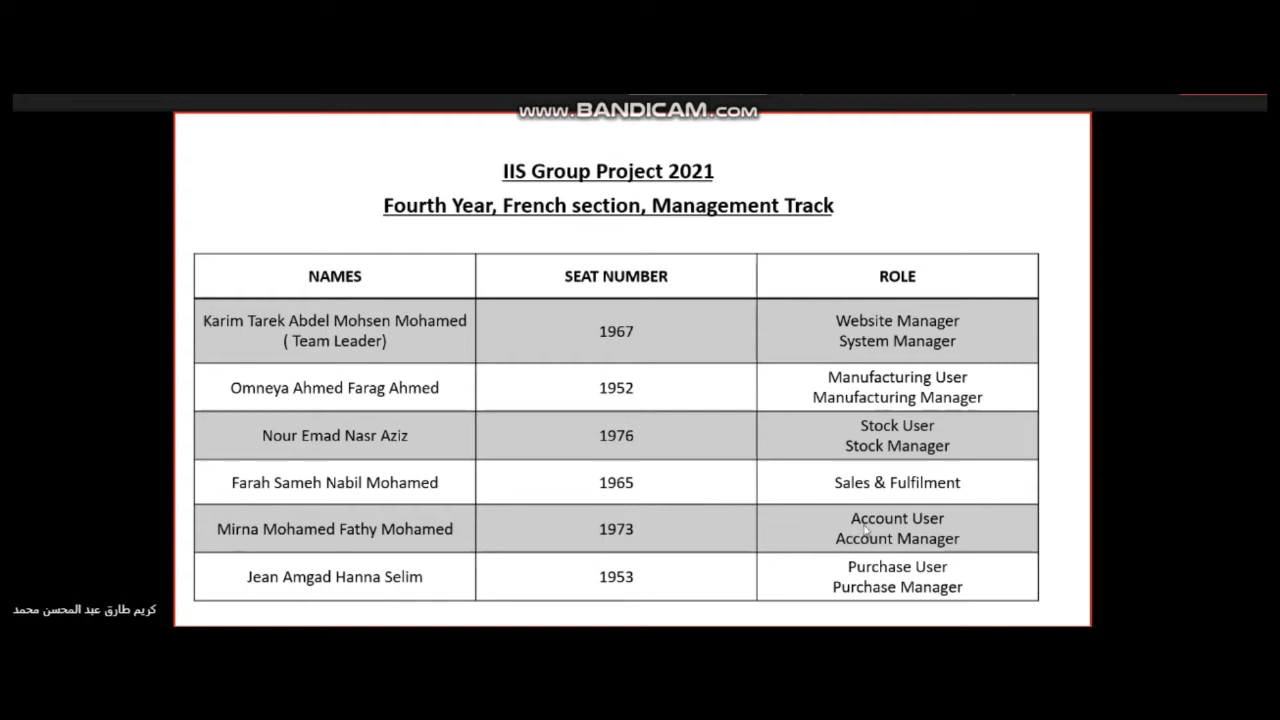 www.BANDICAM.com
IIS Group Project 2021
Fourth Year, French section, Management Track
NAMES SEAT NUMBER ROLE
Karim Tarek Abdel Mohsen Mohamed
( Team Leader)
1967
Website Manager
System Manager
Omneya Ahmed Farag Ahmed
1952
Manufacturing User
Manufacturing Manager
Nour Emad Nasr Aziz
1976
Stock User
Stock Manager
Farah Sameh Nabil Mohamed
1965
Sales & Fulfilment
Mirna Mohamed Fathy Mohamed
1973
Account User
Account Manager
Jean Amgad Hanna Selim
1953
Purchase User
Purchase Manager
كريم طارق عبد المحسن محمد